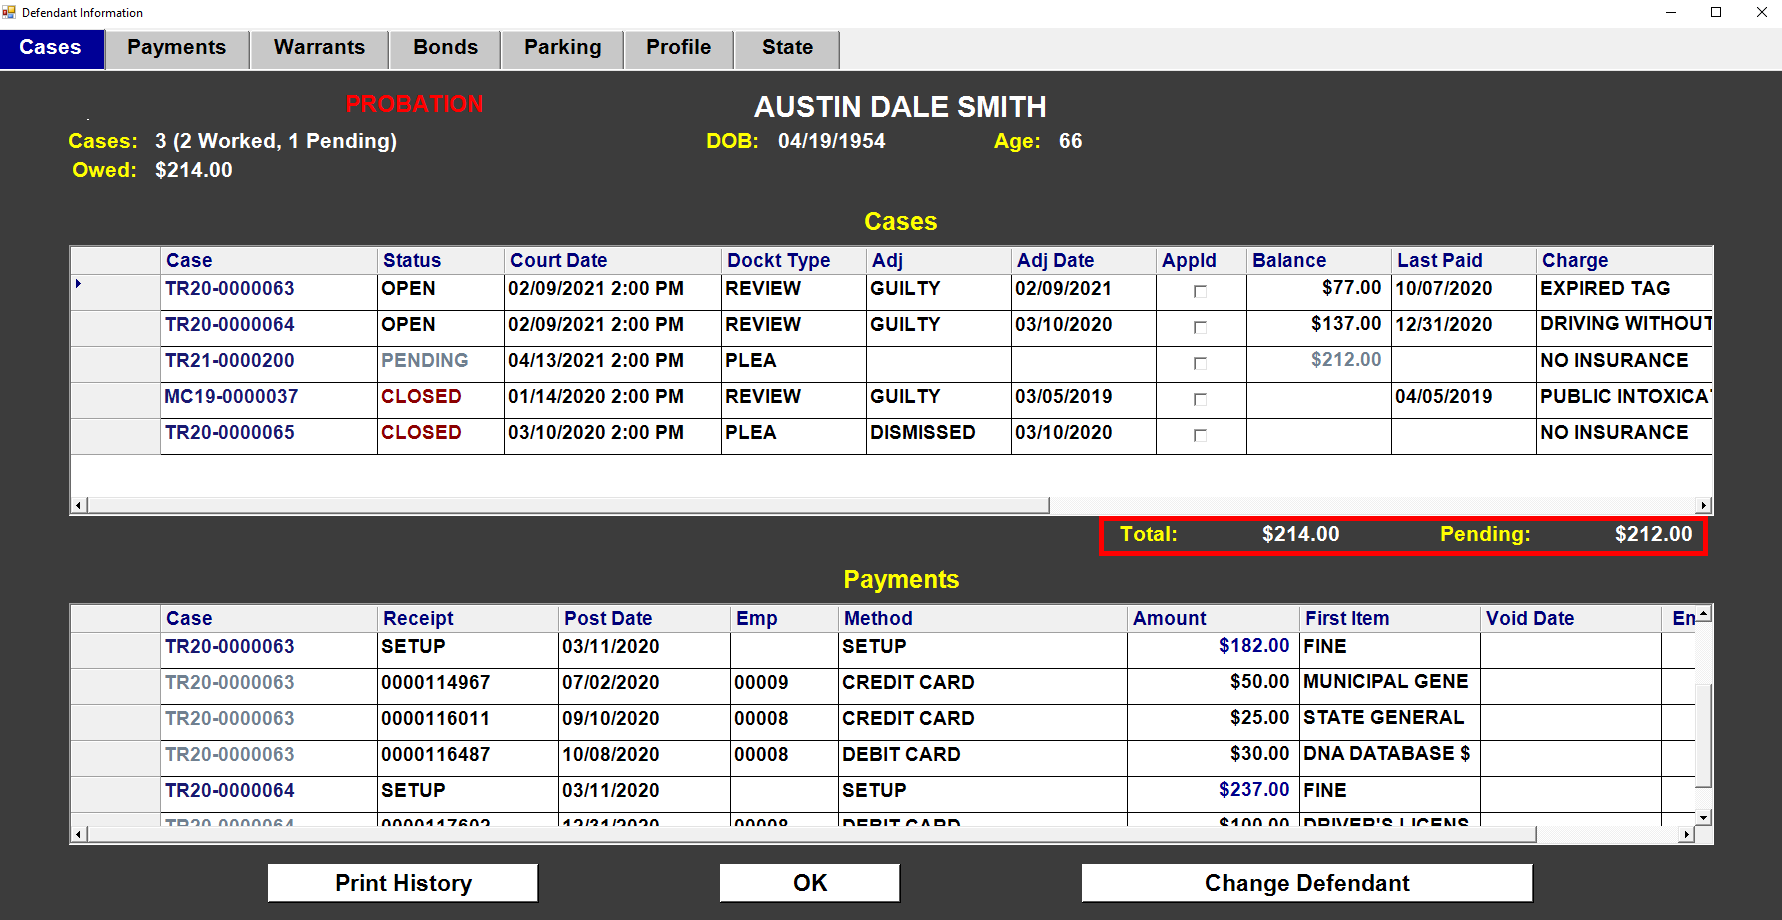 Defendant Information
Cases Payments Warrants Bonds Parking Profile State
PROBATION AUSTIN DALE SMITH
Cases: 3 (2 Worked, 1 Pending) DOB: 04/19/1954 Age: 66
Owed: $214.00
Cases
Case Status Court Date Dockt Type Adj Adj Date Appld Balance Last Paid Charge
TR20-0000063 OPEN 02/09/2021 2:00 PM REVIEW GUILTY 02/09/2021 $77.00 10/07/2020 EXPIRED TAG
TR20-0000064 OPEN 02/09/2021 2:00 PM REVIEW GUILTY 03/10/2020 $137.00 12/31/2020 DRIVING WITHOUT
TR21-0000200 PENDING 04/13/2021 2:00 PM PLEA $212.00 NO INSURANCE
MC19-0000037 CLOSED 01/14/2020 2:00 PM REVIEW GUILTY 03/05/2019 04/05/2019 PUBLIC INTOXICA
TR20-0000065 CLOSED 03/10/2020 2:00 PM PLEA DISMISSED 03/10/2020 NO INSURANCE
Total: $214.00 Pending: $212.00
Payments
Case Receipt Post Date Emp Method Amount First Item Void Date En
TR20-0000063 SETUP 03/11/2020 SETUP $182.00 FINE
TR20-0000063 0000114967 07/02/2020 00009 CREDIT CARD $50.00 MUNICIPAL GENE
TR20-0000063 0000116011 09/10/2020 00008 CREDIT CARD $25.00 STATE GENERAL
TR20-0000063 0000116487 10/08/2020 00008 DEBIT CARD $30.00 DNA DATABASE $
TR20-0000064 SETUP 03/11/2020 SETUP $237.00 FINE
TR20-0000064 0000117602 12/31/2020 00008 DEBIT CARD $100.00 DRIVER'S LICENS
Print History OK Change Defendant